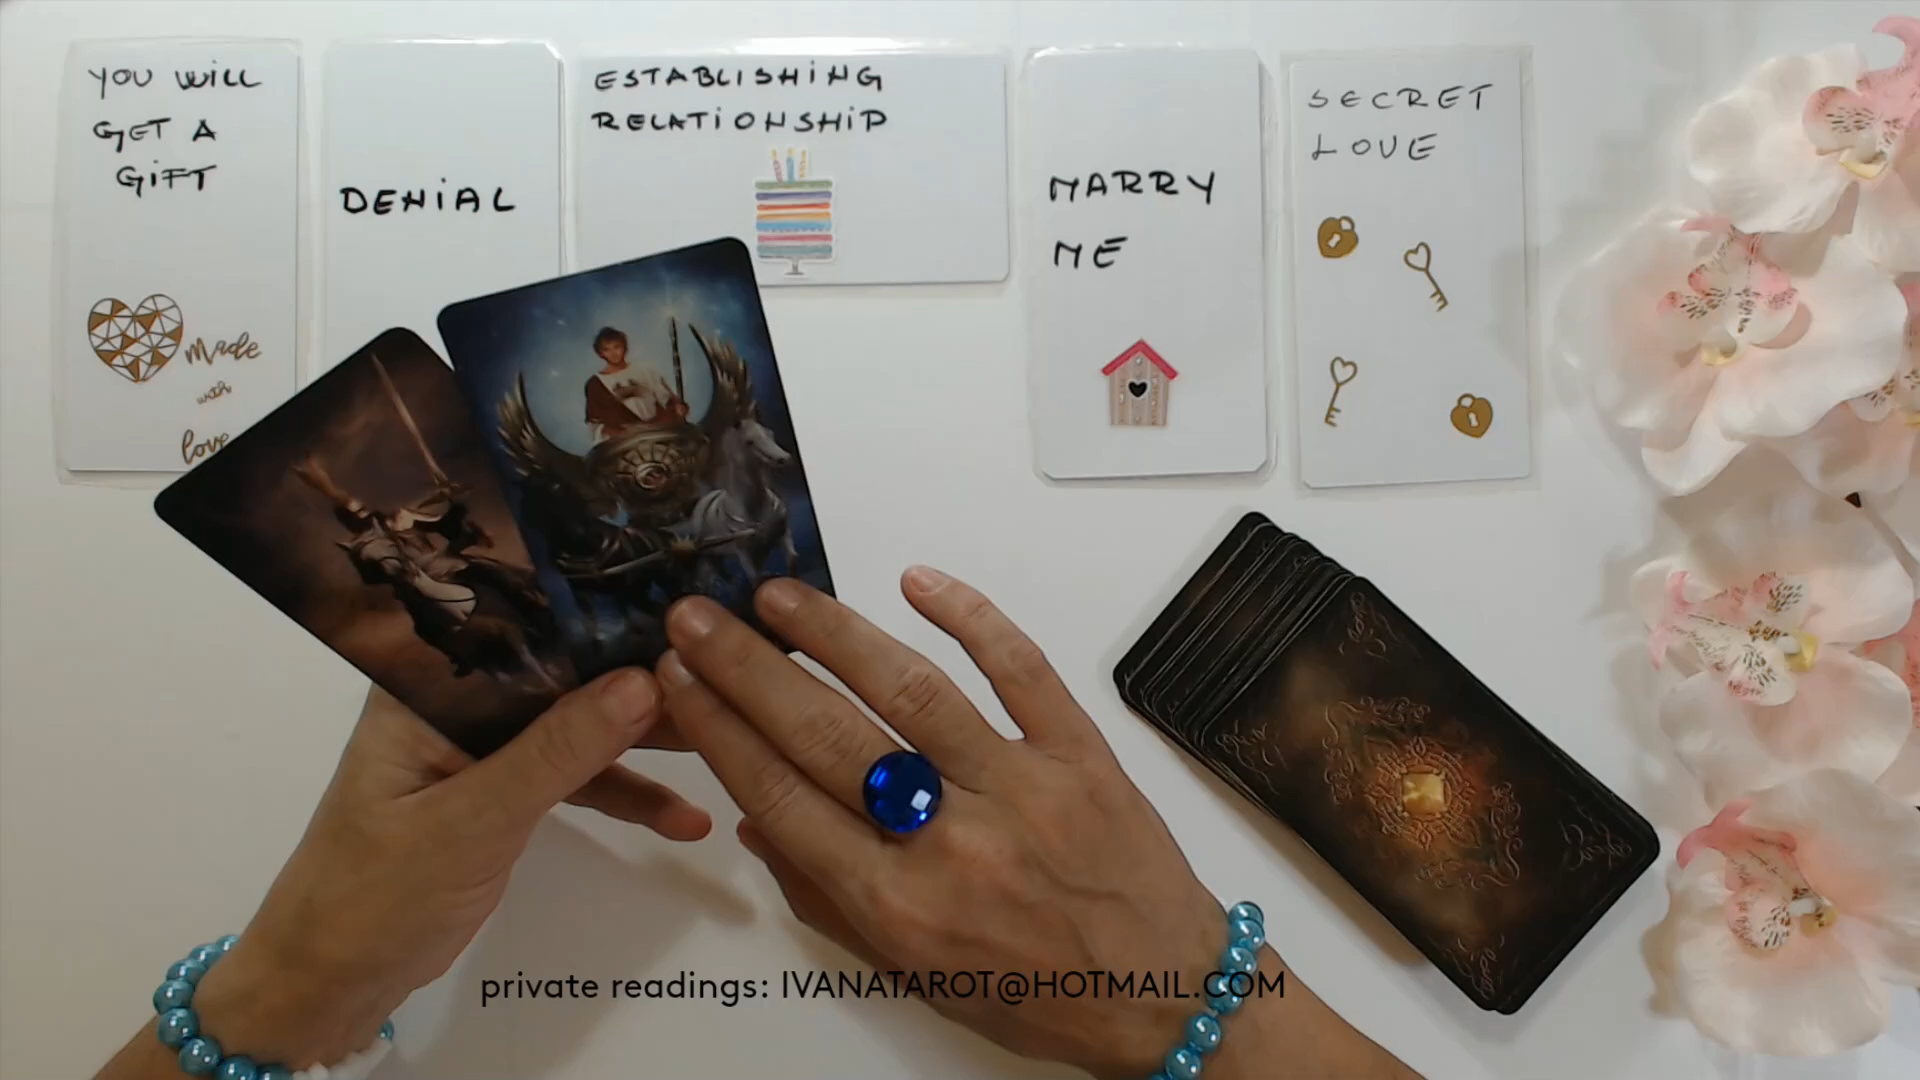 YOU WiLL
GET A
GiFT
Made
with
love
DENiAL
ESTABLiSHiNG
RELATiONSHiP
MARRY
ME
SECRET
LOVE
private readings: IVANATAROT@HOTMAIL.COM